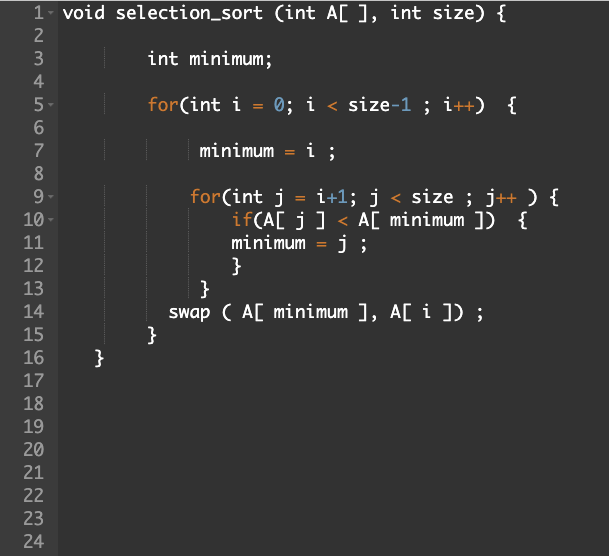 1 void selection_sort (int A[ ], int size) {
2
3 int minimum;
4
5 for(int i = 0; i < size-1 ; i++)  {
6
7 minimum = i ;
8
9 for(int j = i+1; j < size ; j++ ) {
10 if(A[ j ] < A[ minimum ])  {
11 minimum = j ;
12 }
13 }
14 swap ( A[ minimum ], A[ i ]) ;
15 }
16 }
17
18
19
20
21
22
23
24